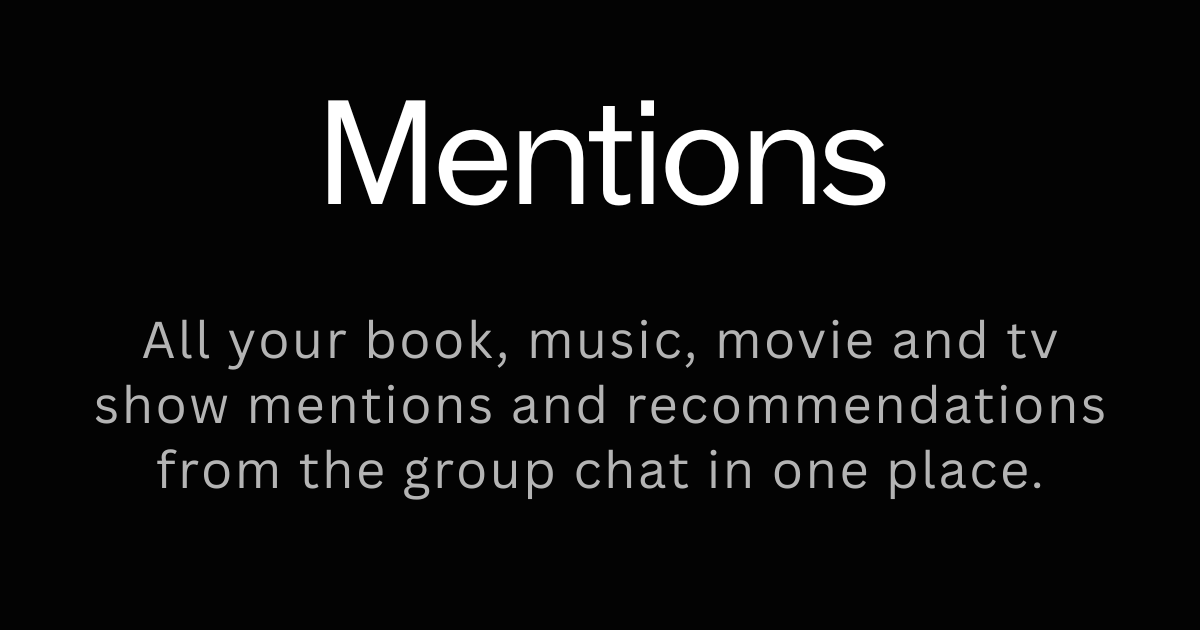 Mentions
All your book, music, movie and tv
show mentions and recommendations
from the group chat in one place.